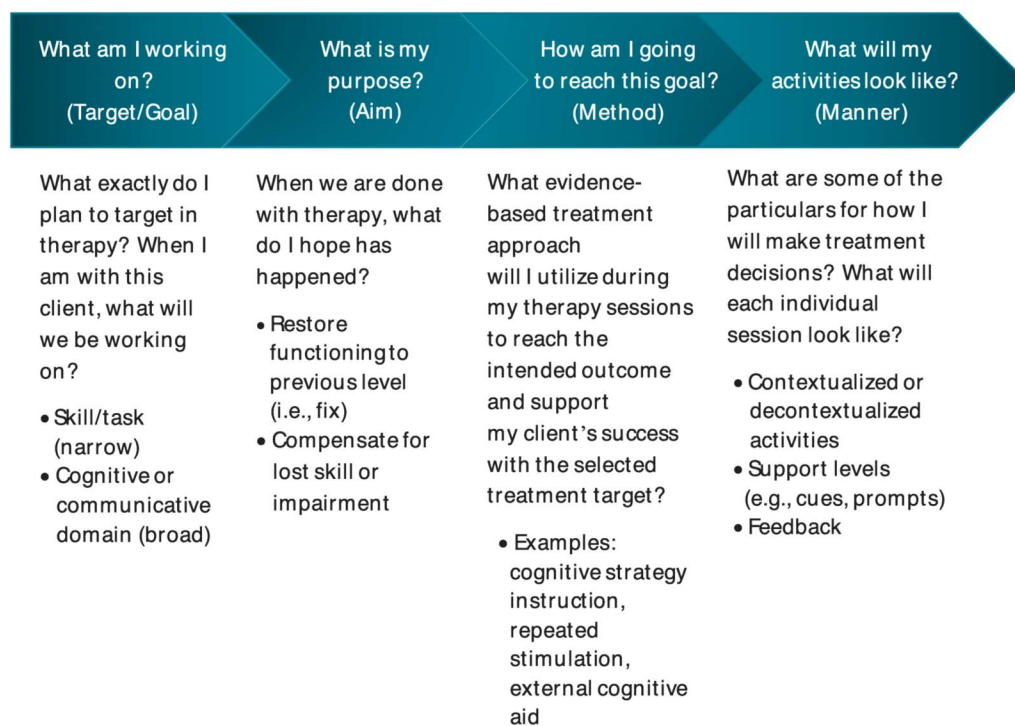 What am I working
on?
(Target/Goal)
What is my
purpose?
(Aim)
How am I going
to reach this goal?
(Method)
What will my
activities look like?
(Manner)
What exactly do I
plan to target in
therapy? When I
am with this
client, what will
we be working
on?
• Skill/task
(narrow)
• Cognitive or
communicative
domain (broad)
When we are done
with therapy, what
do I hope has
happened?
• Restore
functioning to
previous level
(i.e., fix)
• Compensate for
lost skill or
impairment
What evidence-
based treatment
approach
will I utilize during
my therapy sessions
to reach the
intended outcome
and support
my client’s success
with the selected
treatment target?
• Examples:
cognitive strategy
instruction,
repeated
stimulation,
external cognitive
aid
What are some of the
particulars for how I
will make treatment
decisions? What will
each individual
session look like?
• Contextualized or
decontextualized
activities
• Support levels
(e.g., cues, prompts)
• Feedback